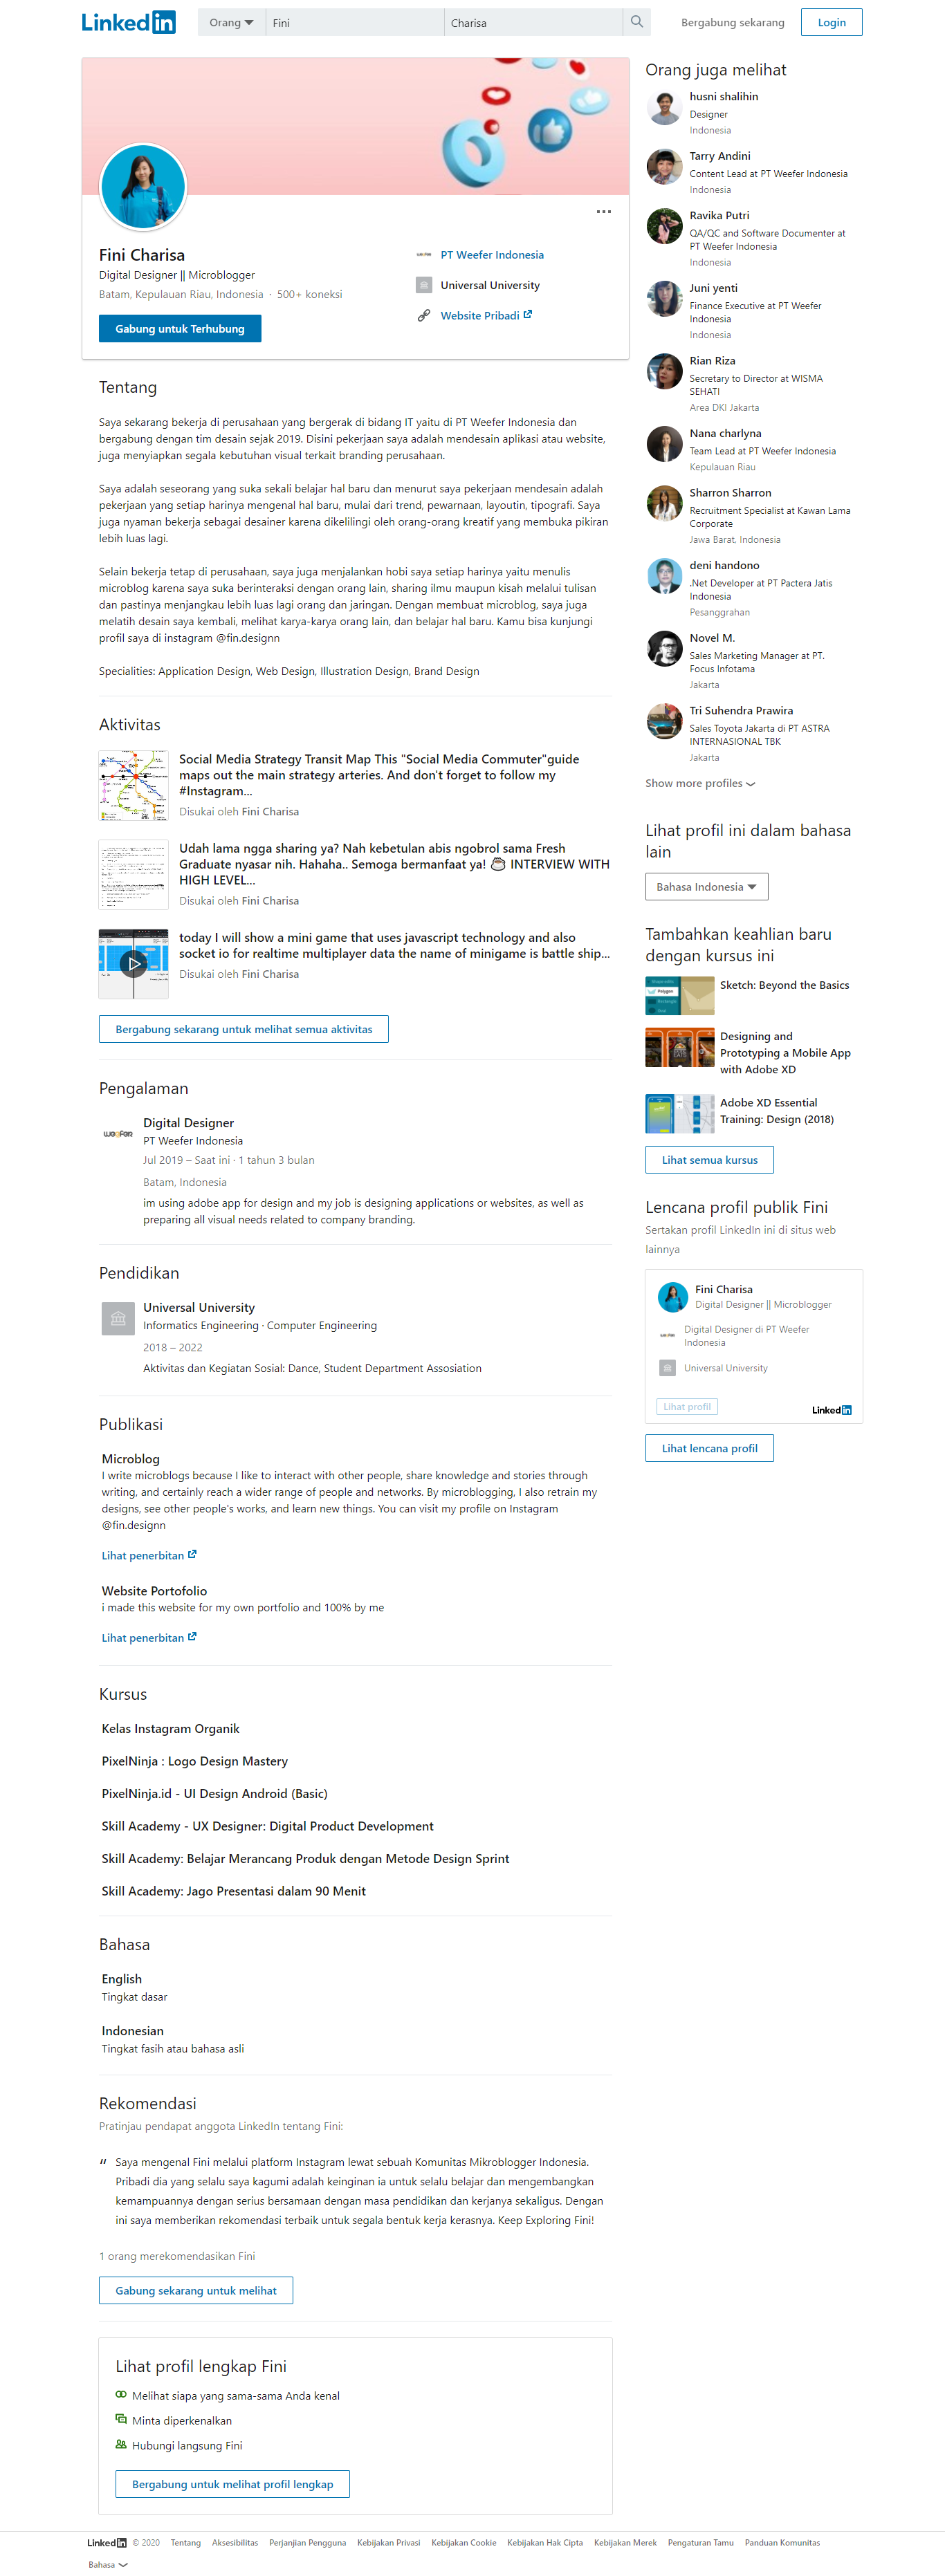 LinkedIn
Orang
Fini
Charisa
Bergabung sekarang
Login
Fini Charisa
Digital Designer || Microblogger
Batam, Kepulauan Riau, Indonesia · 500+ koneksi
Gabung untuk Terhubung
PT Weefer Indonesia
Universal University
Website Pribadi
Tentang
Saya sekarang bekerja di perusahaan yang bergerak di bidang IT yaitu di PT Weefer Indonesia dan
bergabung dengan tim desain sejak 2019. Disini pekerjaan saya adalah mendesain aplikasi atau website,
juga menyiapkan segala kebutuhan visual terkait branding perusahaan.
Saya adalah seseorang yang suka sekali belajar hal baru dan menurut saya pekerjaan mendesain adalah
pekerjaan yang setiap harinya mengenal hal baru, mulai dari trend, pewarnaan, layoutin, tipografi. Saya
juga nyaman bekerja sebagai desainer karena dikelilingi oleh orang-orang kreatif yang membuka pikiran
lebih luas lagi.
Selain bekerja tetap di perusahaan, saya juga menjalankan hobi saya setiap harinya yaitu menulis
microblog karena saya suka berinteraksi dengan orang lain, sharing ilmu maupun kisah melalui tulisan
dan pastinya menjangkau lebih luas lagi orang dan jaringan. Dengan membuat microblog, saya juga
melatih desain saya kembali, melihat karya-karya orang lain, dan belajar hal baru. Kamu bisa kunjungi
profil saya di instagram @fin.designn
Specialities: Application Design, Web Design, Illustration Design, Brand Design
Aktivitas
Social Media Strategy Transit Map This "Social Media Commuter"guide
maps out the main strategy arteries. And don't forget to follow my
#Instagram...
Disukai oleh Fini Charisa
Udah lama ngga sharing ya? Nah kebetulan abis ngobrol sama Fresh
Graduate nyasar nih. Hahaha.. Semoga bermanfaat ya! ☕ INTERVIEW WITH
HIGH LEVEL...
Disukai oleh Fini Charisa
today I will show a mini game that uses javascript technology and also
socket io for realtime multiplayer data the name of minigame is battle ship...
Disukai oleh Fini Charisa
Bergabung sekarang untuk melihat semua aktivitas
Pengalaman
weefer
Digital Designer
PT Weefer Indonesia
Jul 2019 – Saat ini · 1 tahun 3 bulan
Batam, Indonesia
im using adobe app for design and my job is designing applications or websites, as well as
preparing all visual needs related to company branding.
Pendidikan
Universal University
Informatics Engineering · Computer Engineering
2018 – 2022
Aktivitas dan Kegiatan Sosial: Dance, Student Department Assosiation
Publikasi
Microblog
I write microblogs because I like to interact with other people, share knowledge and stories through
writing, and certainly reach a wider range of people and networks. By microblogging, I also retrain my
designs, see other people's works, and learn new things. You can visit my profile on Instagram
@fin.designn
Lihat penerbitan
Website Portofolio
i made this website for my own portfolio and 100% by me
Lihat penerbitan
Kursus
Kelas Instagram Organik
PixelNinja : Logo Design Mastery
PixelNinja.id - UI Design Android (Basic)
Skill Academy - UX Designer: Digital Product Development
Skill Academy: Belajar Merancang Produk dengan Metode Design Sprint
Skill Academy: Jago Presentasi dalam 90 Menit
Bahasa
English
Tingkat dasar
Indonesian
Tingkat fasih atau bahasa asli
Rekomendasi
Pratinjau pendapat anggota LinkedIn tentang Fini:
“ Saya mengenal Fini melalui platform Instagram lewat sebuah Komunitas Mikroblogger Indonesia.
Pribadi dia yang selalu saya kagumi adalah keinginan ia untuk selalu belajar dan mengembangkan
kemampuannya dengan serius bersamaan dengan masa pendidikan dan kerjanya sekaligus. Dengan
ini saya memberikan rekomendasi terbaik untuk segala bentuk kerja kerasnya. Keep Exploring Fini!
1 orang merekomendasikan Fini
Gabung sekarang untuk melihat
Lihat profil lengkap Fini
Melihat siapa yang sama-sama Anda kenal
Minta diperkenalkan
Hubungi langsung Fini
Bergabung untuk melihat profil lengkap
Orang juga melihat
husni shalihin
Designer
Indonesia
Tarry Andini
Content Lead at PT Weefer Indonesia
Indonesia
Ravika Putri
QA/QC and Software Documenter at
PT Weefer Indonesia
Indonesia
Juni yenti
Finance Executive at PT Weefer
Indonesia
Indonesia
Rian Riza
Secretary to Director at WISMA
SEHATI
Area DKI Jakarta
Nana charlyna
Team Lead at PT Weefer Indonesia
Kepulauan Riau
Sharron Sharron
Recruitment Specialist at Kawan Lama
Corporate
Jawa Barat, Indonesia
deni handono
.Net Developer at PT Pactera Jatis
Indonesia
Pesanggrahan
Novel M.
Sales Marketing Manager at PT.
Focus Infotama
Jakarta
Tri Suhendra Prawira
Sales Toyota Jakarta di PT ASTRA
INTERNASIONAL TBK
Jakarta
Show more profiles
Lihat profil ini dalam bahasa
lain
Bahasa Indonesia
Tambahkan keahlian baru
dengan kursus ini
Polygon
Sketch: Beyond the Basics
Designing and
Prototyping a Mobile App
with Adobe XD
Adobe XD Essential
Training: Design (2018)
Lihat semua kursus
Lencana profil publik Fini
Sertakan profil LinkedIn ini di situs web
lainnya
Fini Charisa
Digital Designer || Microblogger
Digital Designer di PT Weefer
Indonesia
Universal University
Lihat profil
LinkedIn
Lihat lencana profil
LinkedIn © 2020 Tentang Aksesibilitas Perjanjian Pengguna Kebijakan Privasi Kebijakan Cookie Kebijakan Hak Cipta Kebijakan Merek Pengaturan Tamu Panduan Komunitas
Bahasa